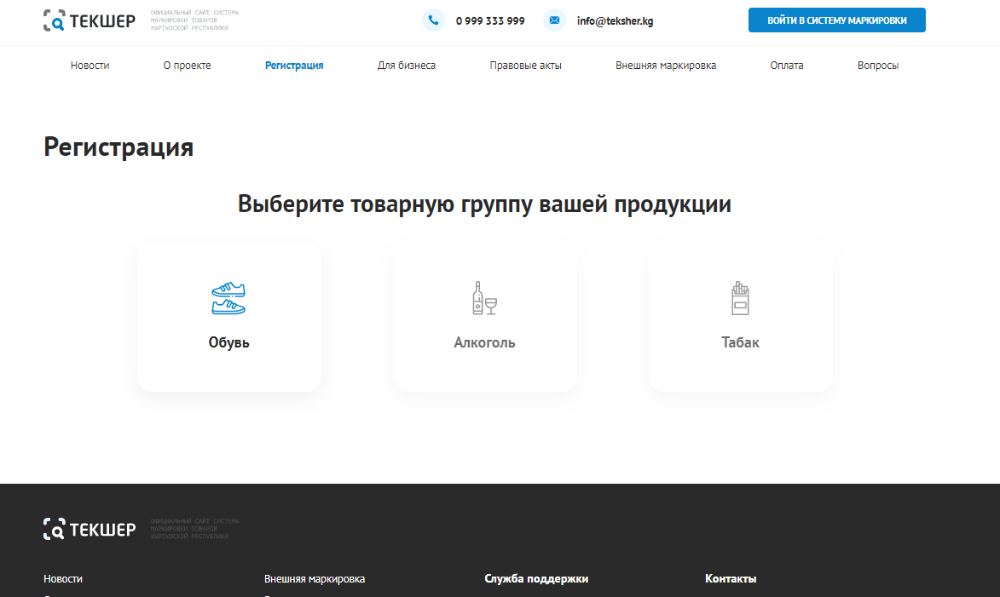 ТЕКШЕР
ОФИЦИАЛЬНЫЙ САЙТ СИСТЕМЫ
МАРКИРОВКИ ТОВАРОВ
КЫРГЫЗСКОЙ РЕСПУБЛИКИ
0 999 333 999
info@teksher.kg
ВОЙТИ В СИСТЕМУ МАРКИРОВКИ
Новости
О проекте
Регистрация
Для бизнеса
Правовые акты
Внешняя маркировка
Оплата
Вопросы
Регистрация
Выберите товарную группу вашей продукции
Обувь
Алкоголь
Табак
ТЕКШЕР
ОФИЦИАЛЬНЫЙ САЙТ СИСТЕМЫ
МАРКИРОВКИ ТОВАРОВ
КЫРГЫЗСКОЙ РЕСПУБЛИКИ
Новости
Внешняя маркировка
Служба поддержки
Контакты